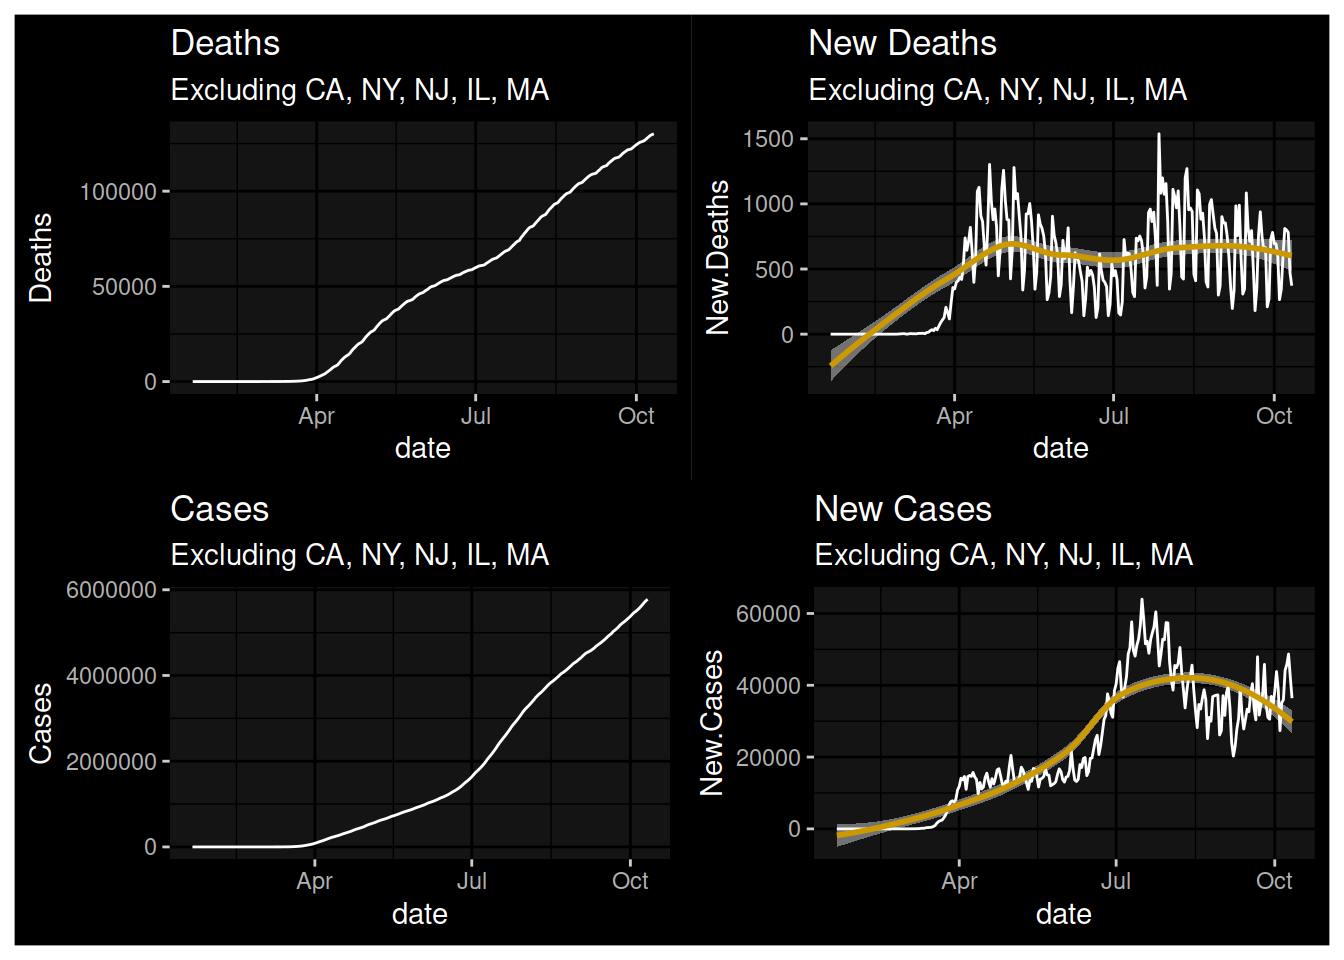 Deaths
Excluding CA, NY, NJ, IL, MA
Deaths
100000
50000
0
Apr Jul Oct
date
New Deaths
Excluding CA, NY, NJ, IL, MA
New.Deaths
1500
1000
500
0
Apr Jul Oct
date
Cases
Excluding CA, NY, NJ, IL, MA
Cases
6000000
4000000
2000000
0
Apr Jul Oct
date
New Cases
Excluding CA, NY, NJ, IL, MA
New.Cases
60000
40000
20000
0
Apr Jul Oct
date